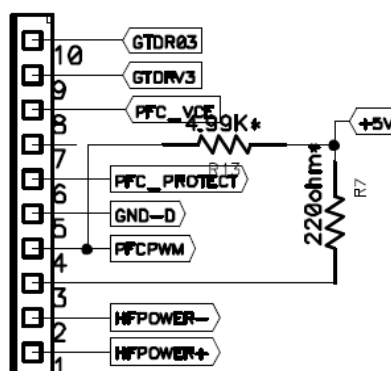 GTDR03
10
GTDRV3
9
PFC_VCE
+5V
8
4.99K*
7
R13
R7
PFC_PROTECT
6
220ohm*
GND-D
5
PFCPWM
4
3
HFPOWER-
2
HFPOWER+
1